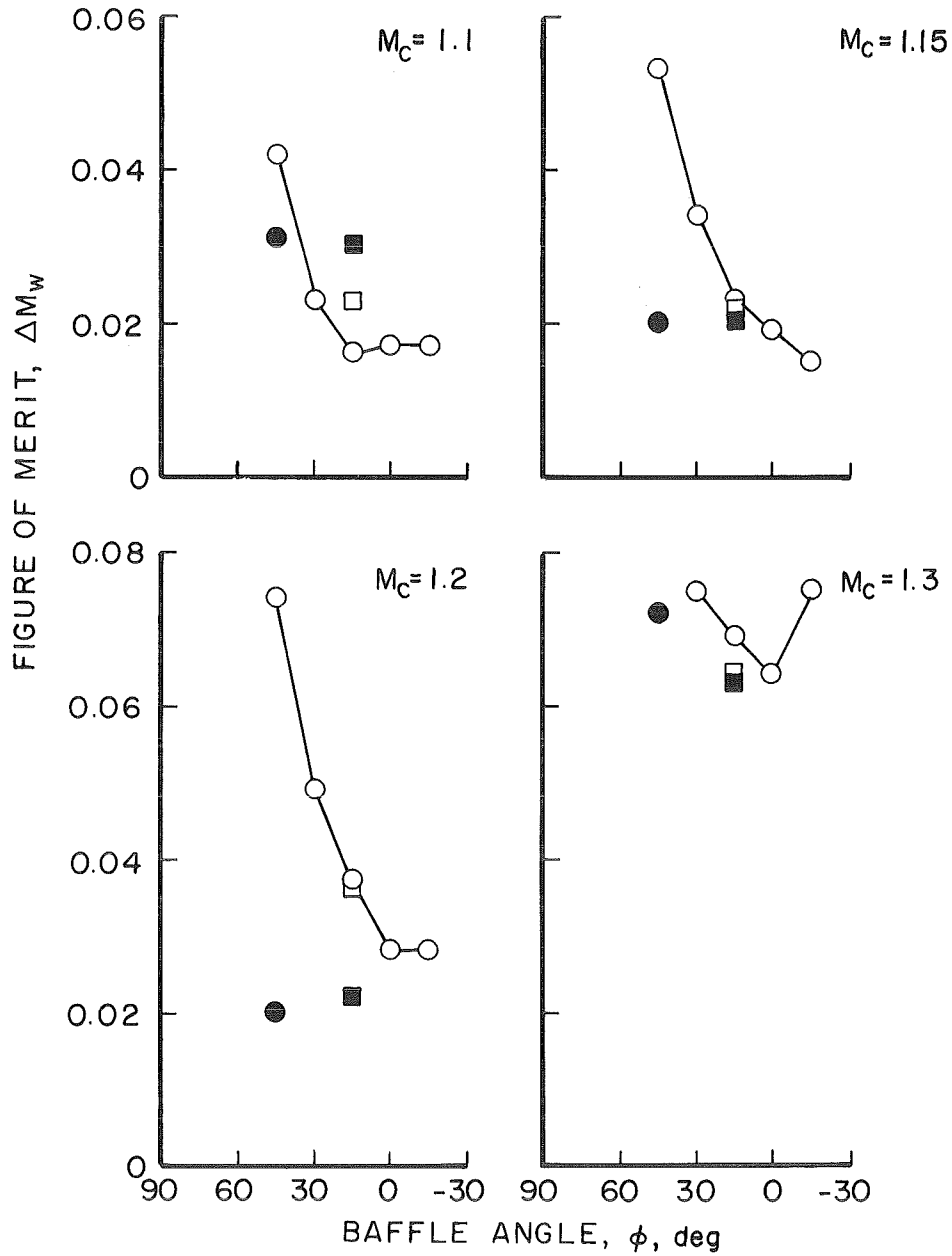 0.06
M_C = 1.1
M_C = 1.15
0.04
0.02
0
FIGURE OF MERIT, ΔM_W
0.08
M_C = 1.2
M_C = 1.3
0.06
0.04
0.02
0
90 60 30 0 -30 90 60 30 0 -30
BAFFLE ANGLE, ϕ, deg